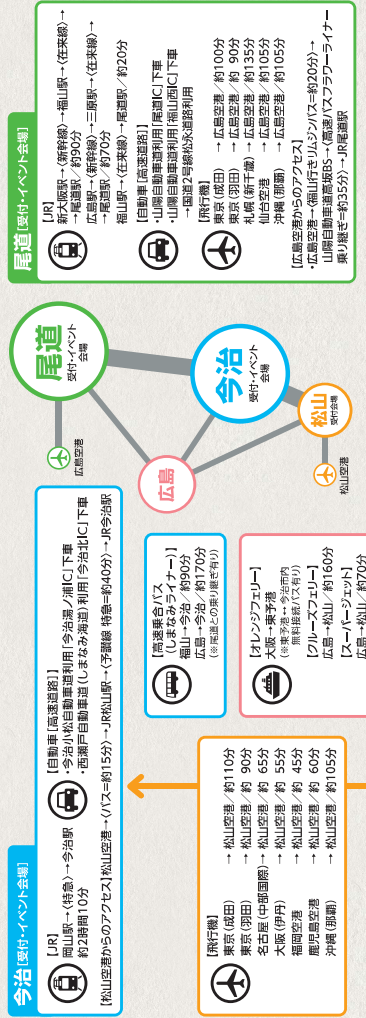 今治[受付・イベント会場]
【JR】
岡山駅→〈特急〉→今治駅
約2時間10分
【自動車[高速道路]】
・今治小松自動車道利用「今治湯ノ浦IC」下車
・西瀬戸自動車道(しまなみ海道)利用「今治北IC」下車
【松山空港からのアクセス】松山空港→〈バス=約15分〉→JR松山駅→〈予讃線 特急=約40分〉→JR今治駅
【飛行機】
東京(成田) → 松山空港/約110分
東京(羽田) → 松山空港/約 90分
名古屋(中部国際)→ 松山空港/約 65分
大阪(伊丹) → 松山空港/約 55分
福岡空港 → 松山空港/約 45分
鹿児島空港 → 松山空港/約 60分
沖縄(那覇) → 松山空港/約105分
【高速乗合バス
(しまなみライナー)】
福山→今治/約90分
広島→今治/約170分
(※尾道との乗り継ぎ有り)
【オレンジフェリー】
大阪→東予港
(※東予港↔今治市内
無料接続バス有り)
【クルーズフェリー】
広島→松山/約160分
【スーパージェット】
広島→松山/約70分
尾道
受付・イベント
会場
広島空港
今治
受付・イベント
会場
広島
松山
受付会場
松山空港
尾道[受付・イベント会場]
【JR】
新大阪駅→〈新幹線〉→福山駅→〈在来線〉
→尾道駅/約90分
広島駅→〈新幹線〉→三原駅→〈在来線〉
→尾道駅/約70分
福山駅→〈在来線〉→尾道駅/約20分
【自動車[高速道路]】
・山陽自動車道利用「尾道IC」下車
・山陽自動車道利用「福山西IC」下車
→国道2号線松永道路利用
【飛行機】
東京(成田) → 広島空港/約100分
東京(羽田) → 広島空港/約 90分
札幌(新千歳)→ 広島空港/約135分
仙台空港 → 広島空港/約105分
沖縄(那覇) → 広島空港/約105分
【広島空港からのアクセス】
・広島空港→〈福山行きリムジンバス=約20分〉→
山陽自動車道高坂BS→〈高速バスフラワーライナー
乗り継ぎ=約35分〉→JR尾道駅